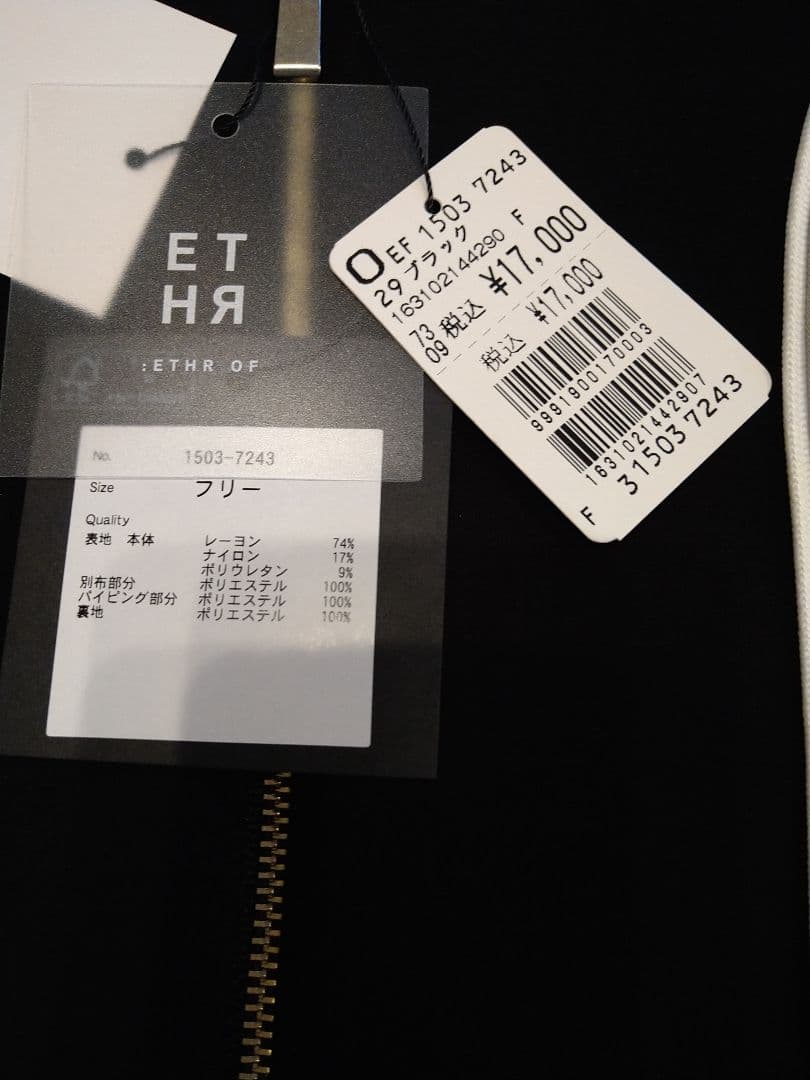 ET
HR
:ETHR OF
No. 1503-7243
Size フリー
Quality
表地 本体 レーヨン 74%
ナイロン 17%
ポリウレタン 9%
別布部分 ポリエステル 100%
パイピング部分 ポリエステル 100%
裏地 ポリエステル 100%
O EF 1503 7243
29 ブラック
163102144290 F
73
09 税込 ¥17,000
税込 ¥17,000
9991900170003
1631021442907
F 315037243